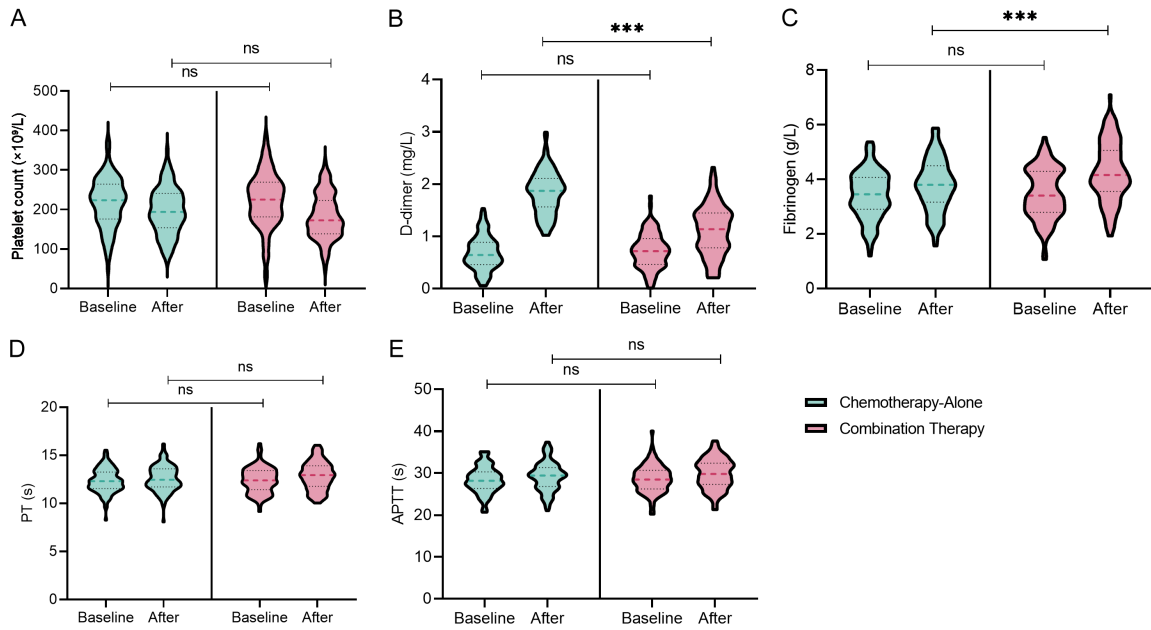 A
ns
ns
Platelet count (×10⁹/L)
500
400
300
200
100
0
Baseline
After
Baseline
After
B
***
ns
D-dimer (mg/L)
4
3
2
1
0
Baseline
After
Baseline
After
C
***
ns
Fibrinogen (g/L)
8
6
4
2
0
Baseline
After
Baseline
After
D
ns
ns
PT (s)
20
15
10
5
0
Baseline
After
Baseline
After
E
ns
ns
APTT (s)
50
40
30
20
10
0
Baseline
After
Baseline
After
Chemotherapy-Alone
Combination Therapy